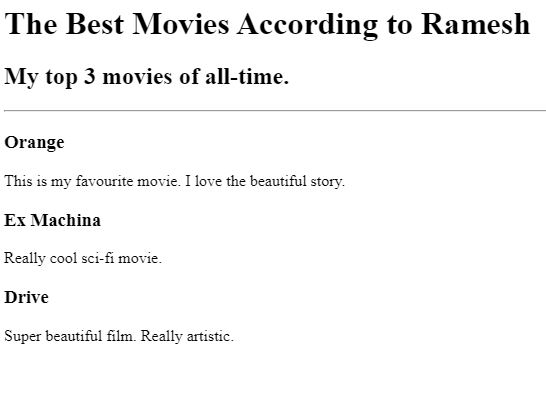 The Best Movies According to Ramesh
My top 3 movies of all-time.
Orange
This is my favourite movie. I love the beautiful story.
Ex Machina
Really cool sci-fi movie.
Drive
Super beautiful film. Really artistic.